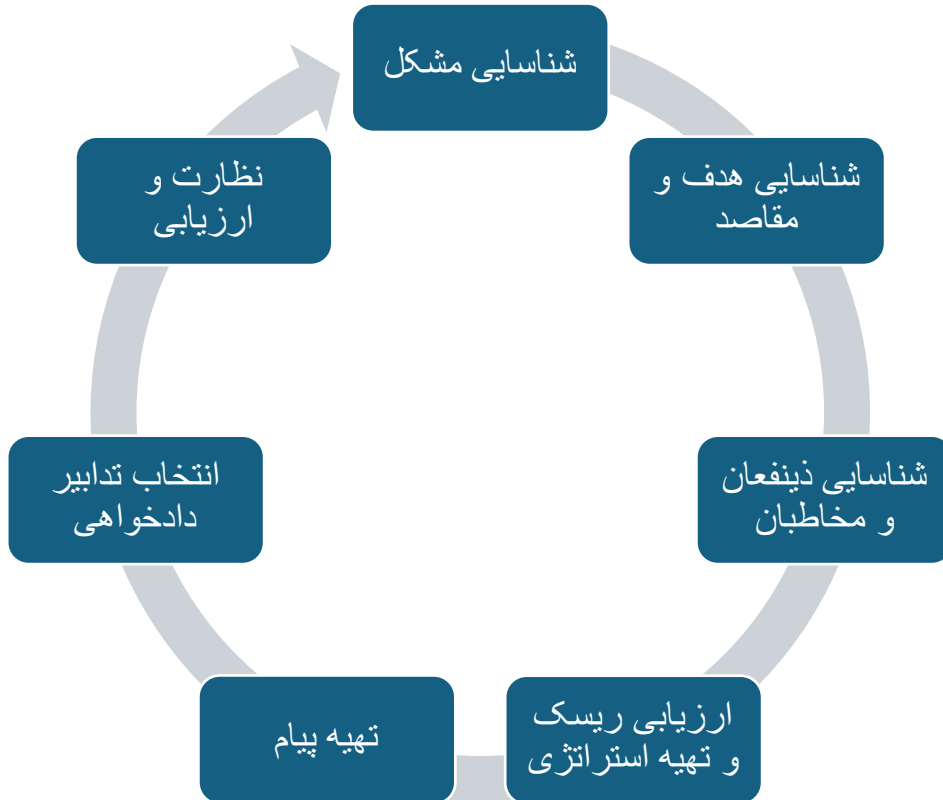 شناسایی مشکل
شناسایی هدف و
مقاصد
شناسایی ذینفعان
و مخاطبان
ارزیابی ریسک
و تهیه استراتژی
تهیه پیام
انتخاب تدابیر
دادخواهی
نظارت و
ارزیابی